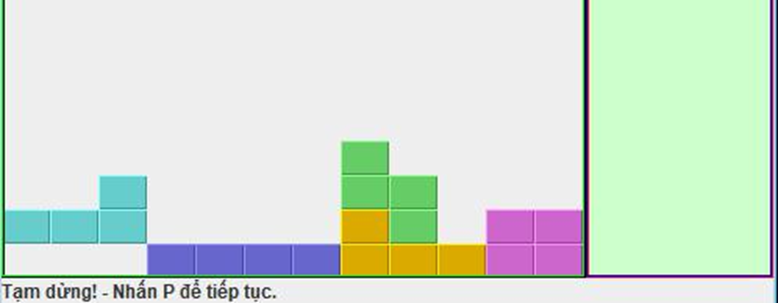 Tạm dừng! - Nhấn P để tiếp tục.